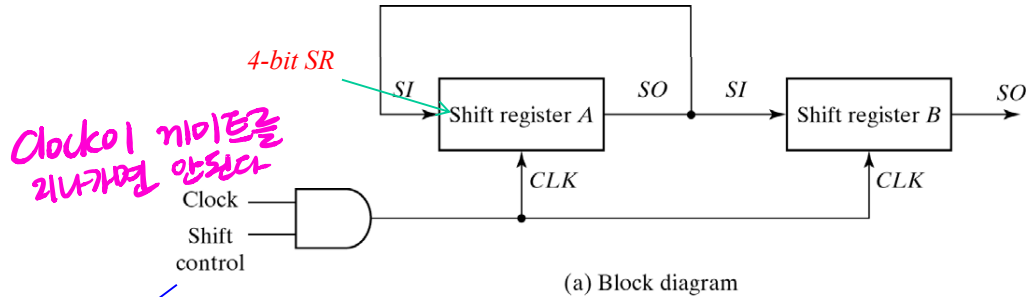 4-bit SR
SI
Shift register A
SO
SI
Shift register B
SO
Clock이 게이트를
지나가면 안된다
CLK
CLK
Clock
Shift
control
(a) Block diagram